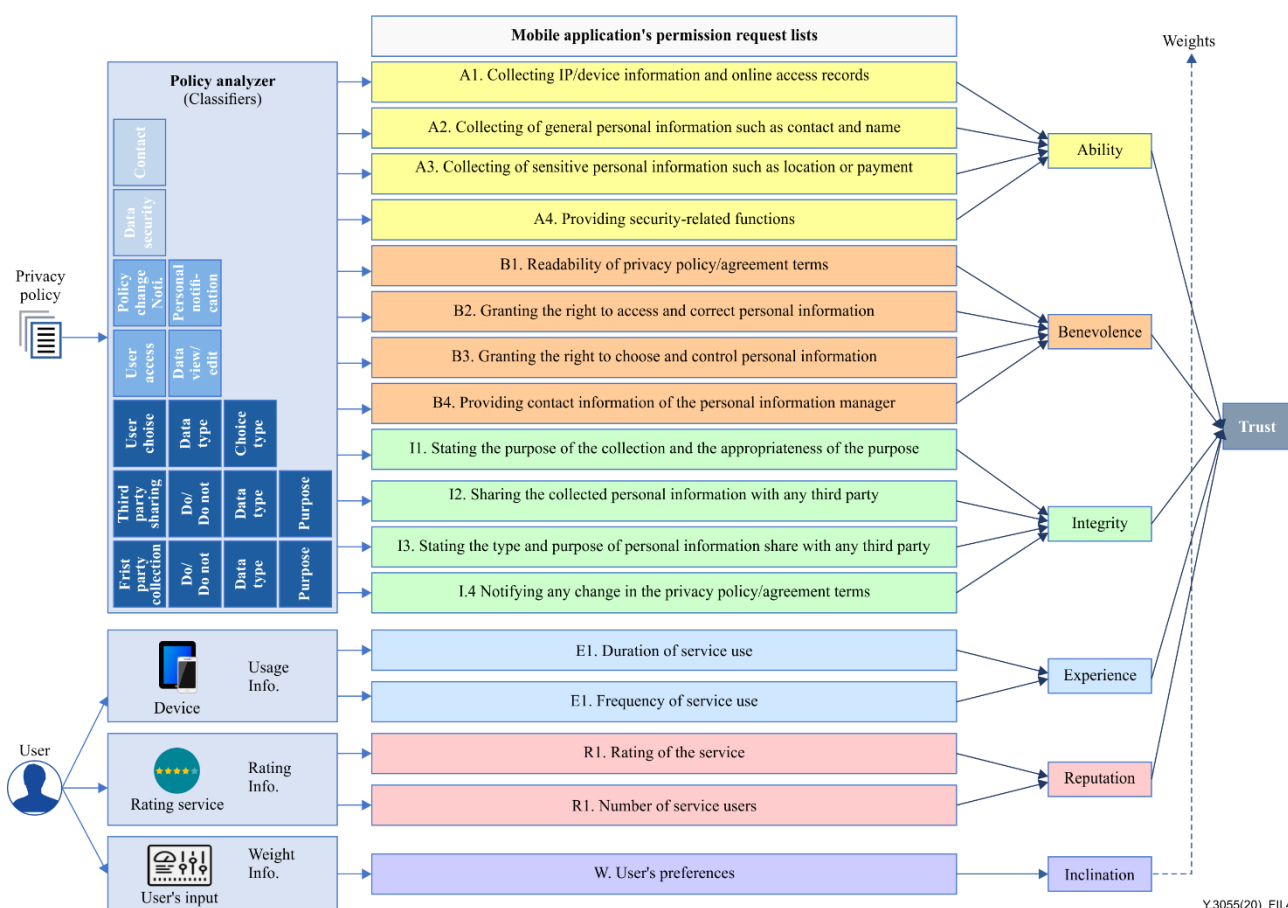 Mobile application's permission request lists
Weights
Policy analyzer
(Classifiers)
Contact
Data
security
Policy
change
Noti.
Personal
notifi-
cation
User
access
Data
view/
edit
User
choise
Data
type
Choice
type
Third
party
sharing
Do/
Do not
Data
type
Purpose
Frist
party
collection
Do/
Do not
Data
type
Purpose
Privacy
policy
A1. Collecting IP/device information and online access records
A2. Collecting of general personal information such as contact and name
A3. Collecting of sensitive personal information such as location or payment
A4. Providing security-related functions
Ability
B1. Readability of privacy policy/agreement terms
B2. Granting the right to access and correct personal information
B3. Granting the right to choose and control personal information
B4. Providing contact information of the personal information manager
Benevolence
I1. Stating the purpose of the collection and the appropriateness of the purpose
I2. Sharing the collected personal information with any third party
I3. Stating the type and purpose of personal information share with any third party
I.4 Notifying any change in the privacy policy/agreement terms
Integrity
Trust
User
Device
Usage
Info.
E1. Duration of service use
E1. Frequency of service use
Experience
Rating service
Rating
Info.
R1. Rating of the service
R1. Number of service users
Reputation
User's input
Weight
Info.
W. User's preferences
Inclination